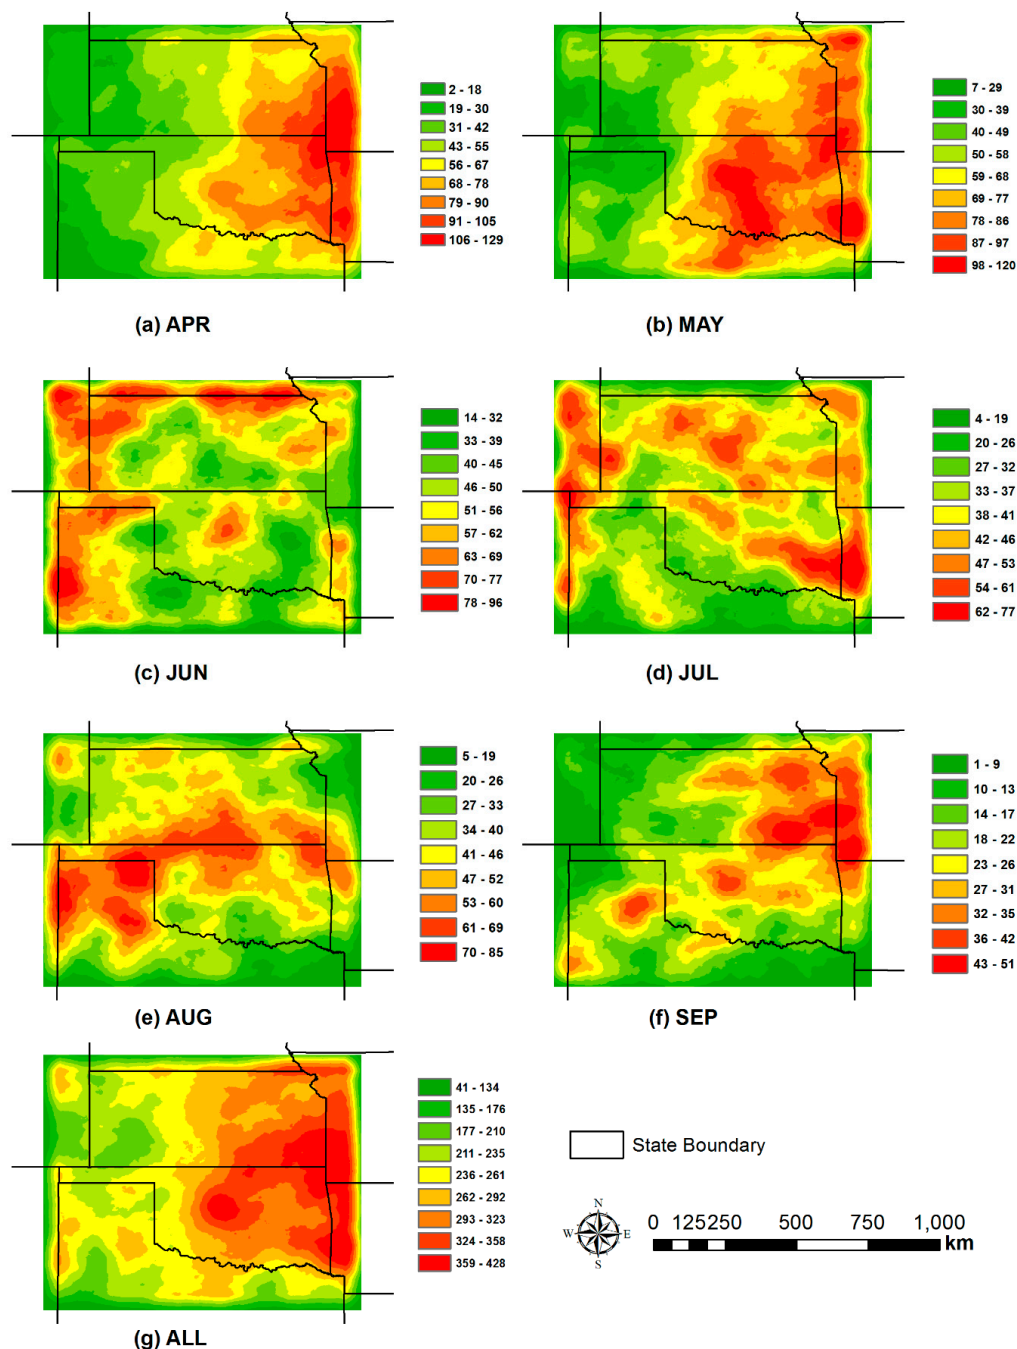 2 - 18
19 - 30
31 - 42
43 - 55
56 - 67
68 - 78
79 - 90
91 - 105
106 - 129
(a) APR
7 - 29
30 - 39
40 - 49
50 - 58
59 - 68
69 - 77
78 - 86
87 - 97
98 - 120
(b) MAY
14 - 32
33 - 39
40 - 45
46 - 50
51 - 56
57 - 62
63 - 69
70 - 77
78 - 96
(c) JUN
4 - 19
20 - 26
27 - 32
33 - 37
38 - 41
42 - 46
47 - 53
54 - 61
62 - 77
(d) JUL
5 - 19
20 - 26
27 - 33
34 - 40
41 - 46
47 - 52
53 - 60
61 - 69
70 - 85
(e) AUG
1 - 9
10 - 13
14 - 17
18 - 22
23 - 26
27 - 31
32 - 35
36 - 42
43 - 51
(f) SEP
41 - 134
135 - 176
177 - 210
211 - 235
236 - 261
262 - 292
293 - 323
324 - 358
359 - 428
(g) ALL
State Boundary
N
W E
S
0 125 250 500 750 1,000
km